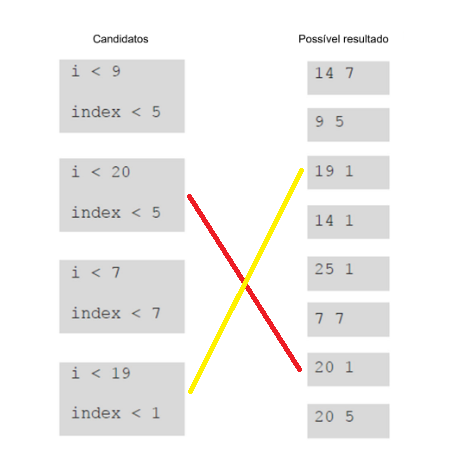 Candidatos
i < 9
index < 5
i < 20
index < 5
i < 7
index < 7
i < 19
index < 1
Possível resultado
14 7
9 5
19 1
14 1
25 1
7 7
20 1
20 5